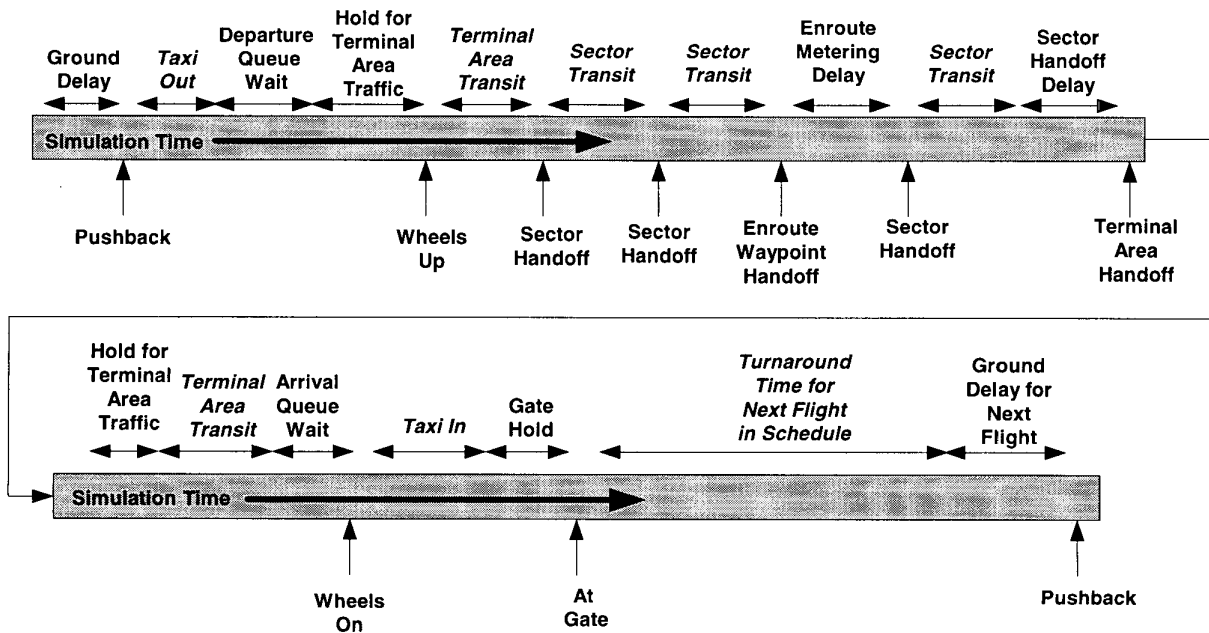 Ground
Delay
Taxi
Out
Departure
Queue
Wait
Hold for
Terminal
Area
Traffic
Terminal
Area
Transit
Sector
Transit
Sector
Transit
Enroute
Metering
Delay
Sector
Transit
Sector
Handoff
Delay
Simulation Time
Pushback
Wheels
Up
Sector
Handoff
Sector
Handoff
Enroute
Waypoint
Handoff
Sector
Handoff
Terminal
Area
Handoff
Hold for
Terminal
Area
Traffic
Terminal
Area
Transit
Arrival
Queue
Wait
Taxi In
Gate
Hold
Turnaround
Time for
Next Flight
in Schedule
Ground
Delay for
Next
Flight
Simulation Time
Wheels
On
At
Gate
Pushback